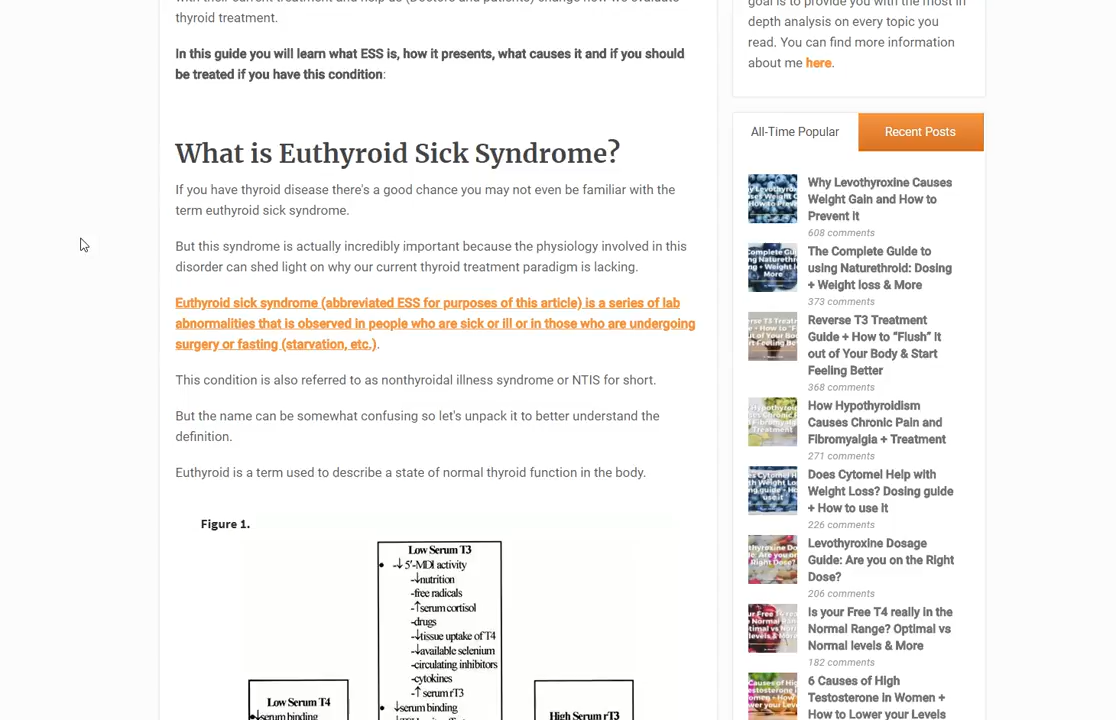 thyroid treatment.
In this guide you will learn what ESS is, how it presents, what causes it and if you should
be treated if you have this condition:
What is Euthyroid Sick Syndrome?
If you have thyroid disease there's a good chance you may not even be familiar with the
term euthyroid sick syndrome.
But this syndrome is actually incredibly important because the physiology involved in this
disorder can shed light on why our current thyroid treatment paradigm is lacking.
Euthyroid sick syndrome (abbreviated ESS for purposes of this article) is a series of lab
abnormalities that is observed in people who are sick or ill or in those who are undergoing
surgery or fasting (starvation, etc.).
This condition is also referred to as nonthyroidal illness syndrome or NTIS for short.
But the name can be somewhat confusing so let's unpack it to better understand the
definition.
Euthyroid is a term used to describe a state of normal thyroid function in the body.
Figure 1.
Low Serum T3
↓5'-MDI activity
-↓nutrition
-free radicals
-↑serum cortisol
-drugs
-↓tissue uptake of T4
-↓available selenium
-circulating inhibitors
-cytokines
-↑ serum rT3
↓serum binding
Low Serum T4
↓serum binding
High Serum rT3
goal is to provide you with the most in
depth analysis on every topic you
read. You can find more information
about me here.
All-Time Popular
Recent Posts
Why Levothyroxine Causes
Weight Gain and How to
Prevent it
608 comments
The Complete Guide to
using Naturethroid: Dosing
+ Weight loss & More
373 comments
Reverse T3 Treatment
Guide + How to “Flush” It
out of Your Body & Start
Feeling Better
368 comments
How Hypothyroidism
Causes Chronic Pain and
Fibromyalgia + Treatment
271 comments
Does Cytomel Help with
Weight Loss? Dosing guide
+ How to use it
226 comments
Levothyroxine Dosage
Guide: Are you on the Right
Dose?
206 comments
Is your Free T4 really in the
Normal Range? Optimal vs
Normal levels & More
182 comments
6 Causes of High
Testosterone in Women +
How to Lower your Levels